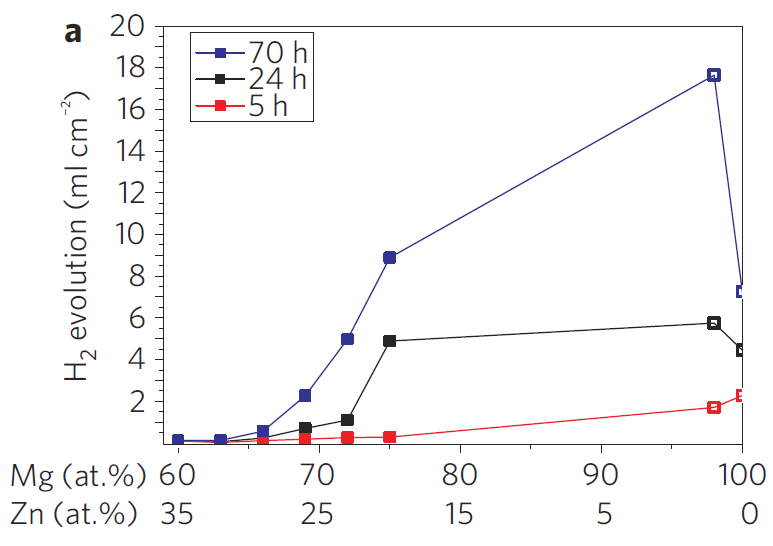 a
20
18
16
14
12
10
8
6
4
2
H₂ evolution (ml cm⁻²)
70 h
24 h
5 h
Mg (at.%) 60 70 80 90 100
Zn (at.%) 35 25 15 5 0